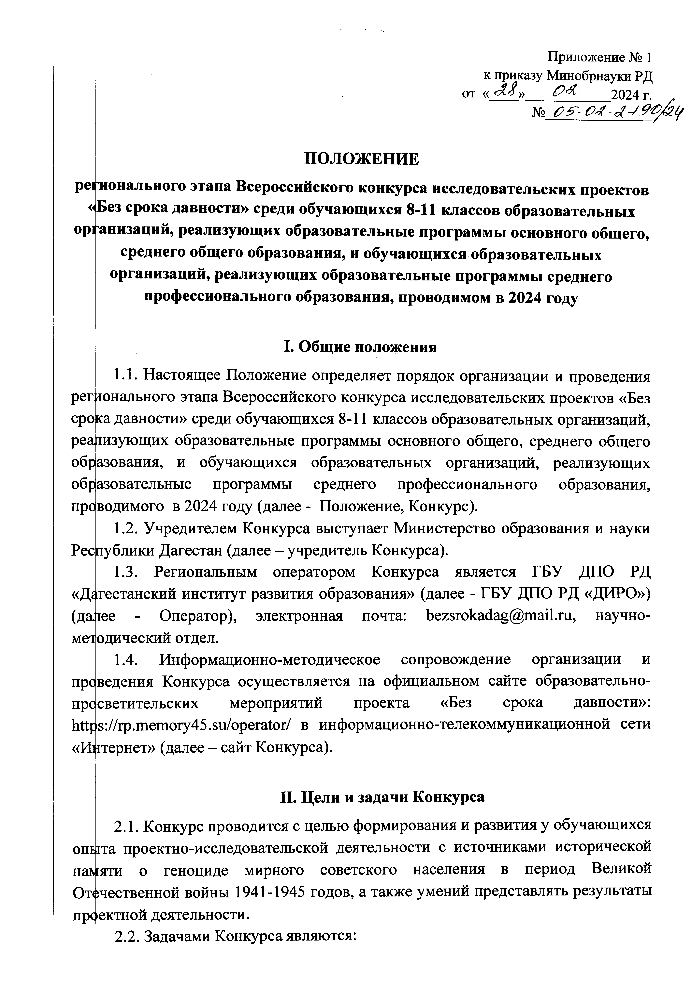 Приложение № 1
к приказу Минобрнауки РД
от «28» 02 2024 г.
№ 05-02-2-190/24
ПОЛОЖЕНИЕ
регионального этапа Всероссийского конкурса исследовательских проектов
«Без срока давности» среди обучающихся 8-11 классов образовательных
организаций, реализующих образовательные программы основного общего,
среднего общего образования, и обучающихся образовательных
организаций, реализующих образовательные программы среднего
профессионального образования, проводимом в 2024 году
I. Общие положения
1.1. Настоящее Положение определяет порядок организации и проведения
регионального этапа Всероссийского конкурса исследовательских проектов «Без
срока давности» среди обучающихся 8-11 классов образовательных организаций,
реализующих образовательные программы основного общего, среднего общего
образования, и обучающихся образовательных организаций, реализующих
образовательные программы среднего профессионального образования,
проводимого в 2024 году (далее - Положение, Конкурс).
1.2. Учредителем Конкурса выступает Министерство образования и науки
Республики Дагестан (далее – учредитель Конкурса).
1.3. Региональным оператором Конкурса является ГБУ ДПО РД
«Дагестанский институт развития образования» (далее - ГБУ ДПО РД «ДИРО»)
(далее - Оператор), электронная почта: bezsrokadag@mail.ru, научно-
методический отдел.
1.4. Информационно-методическое сопровождение организации и
проведения Конкурса осуществляется на официальном сайте образовательно-
просветительских мероприятий проекта «Без срока давности»:
https://rp.memory45.su/operator/ в информационно-телекоммуникационной сети
«Интернет» (далее – сайт Конкурса).
II. Цели и задачи Конкурса
2.1. Конкурс проводится с целью формирования и развития у обучающихся
опыта проектно-исследовательской деятельности с источниками исторической
памяти о геноциде мирного советского населения в период Великой
Отечественной войны 1941-1945 годов, а также умений представлять результаты
проектной деятельности.
2.2. Задачами Конкурса являются: